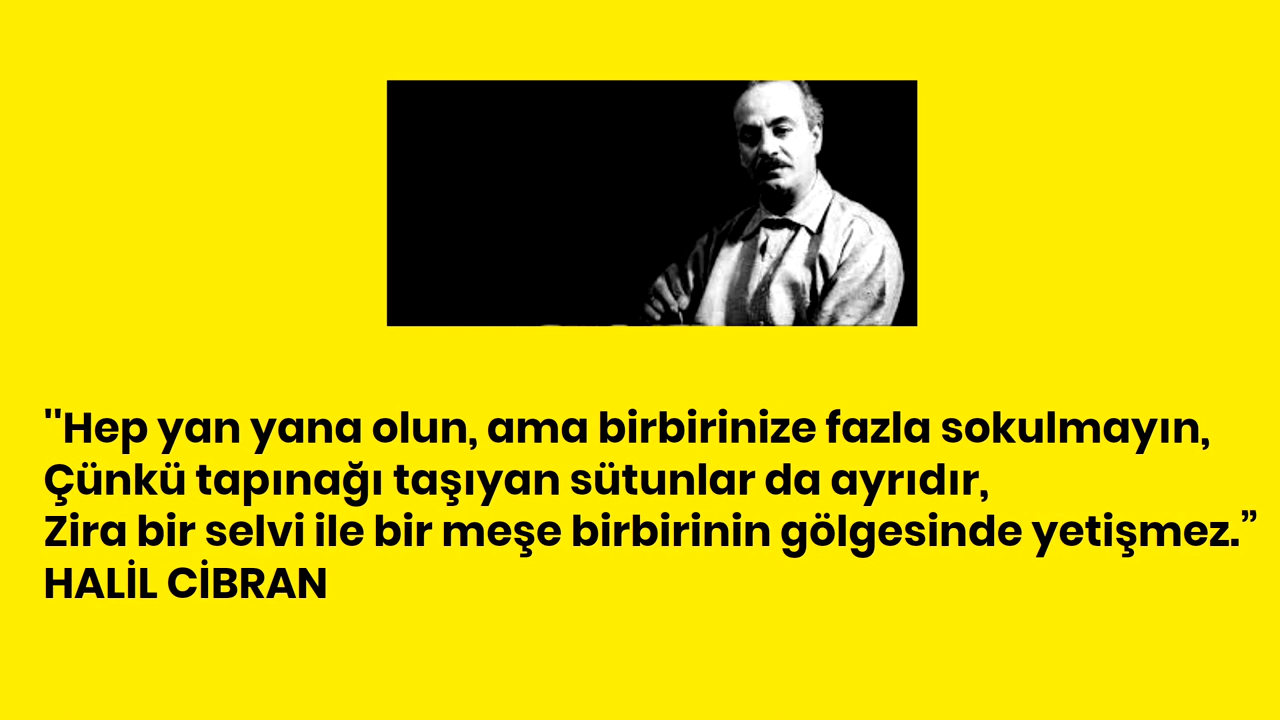 "Hep yan yana olun, ama birbirinize fazla sokulmayın,
Çünkü tapınağı taşıyan sütunlar da ayrıdır,
Zira bir selvi ile bir meşe birbirinin gölgesinde yetişmez.”
HALİL CİBRAN